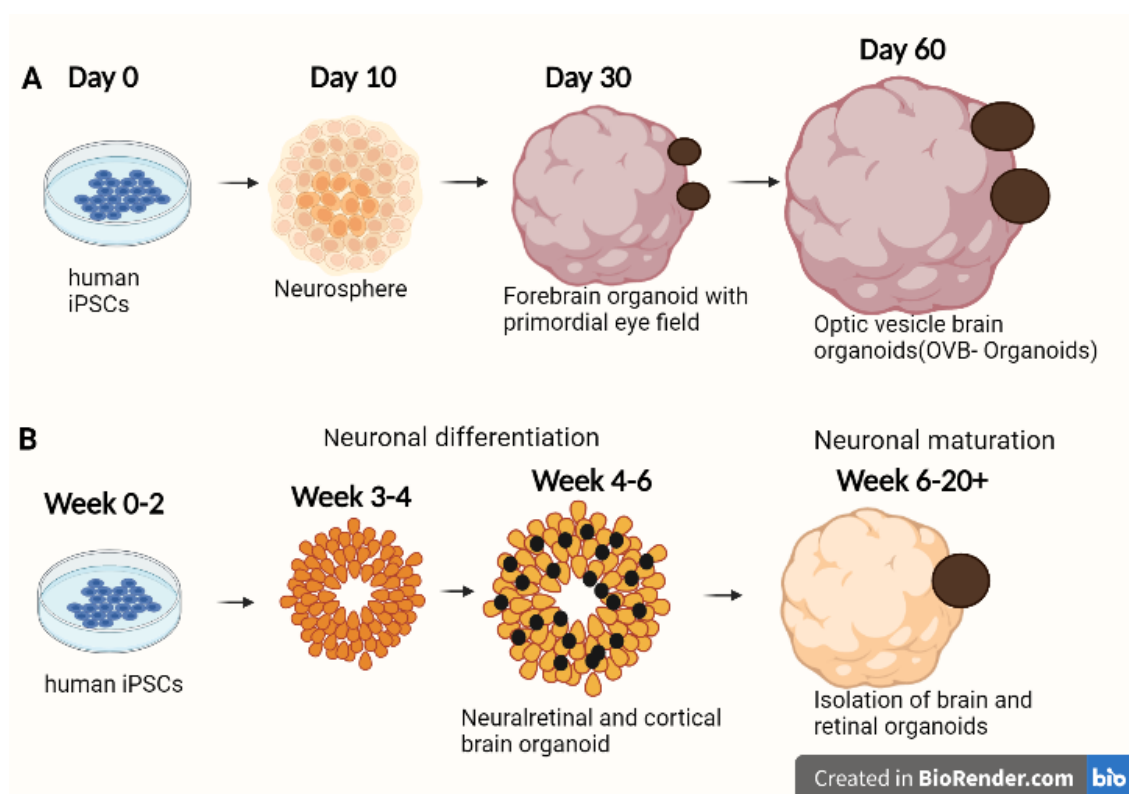 A
Day 0
Day 10
Day 30
Day 60
human
iPSCs
Neurosphere
Forebrain organoid with
primordial eye field
Optic vesicle brain
organoids(OVB- Organoids)
B
Neuronal differentiation
Neuronal maturation
Week 0-2
Week 3-4
Week 4-6
Week 6-20+
human iPSCs
Neuralretinal and cortical
brain organoid
Isolation of brain and
retinal organoids
Created in BioRender.com bio